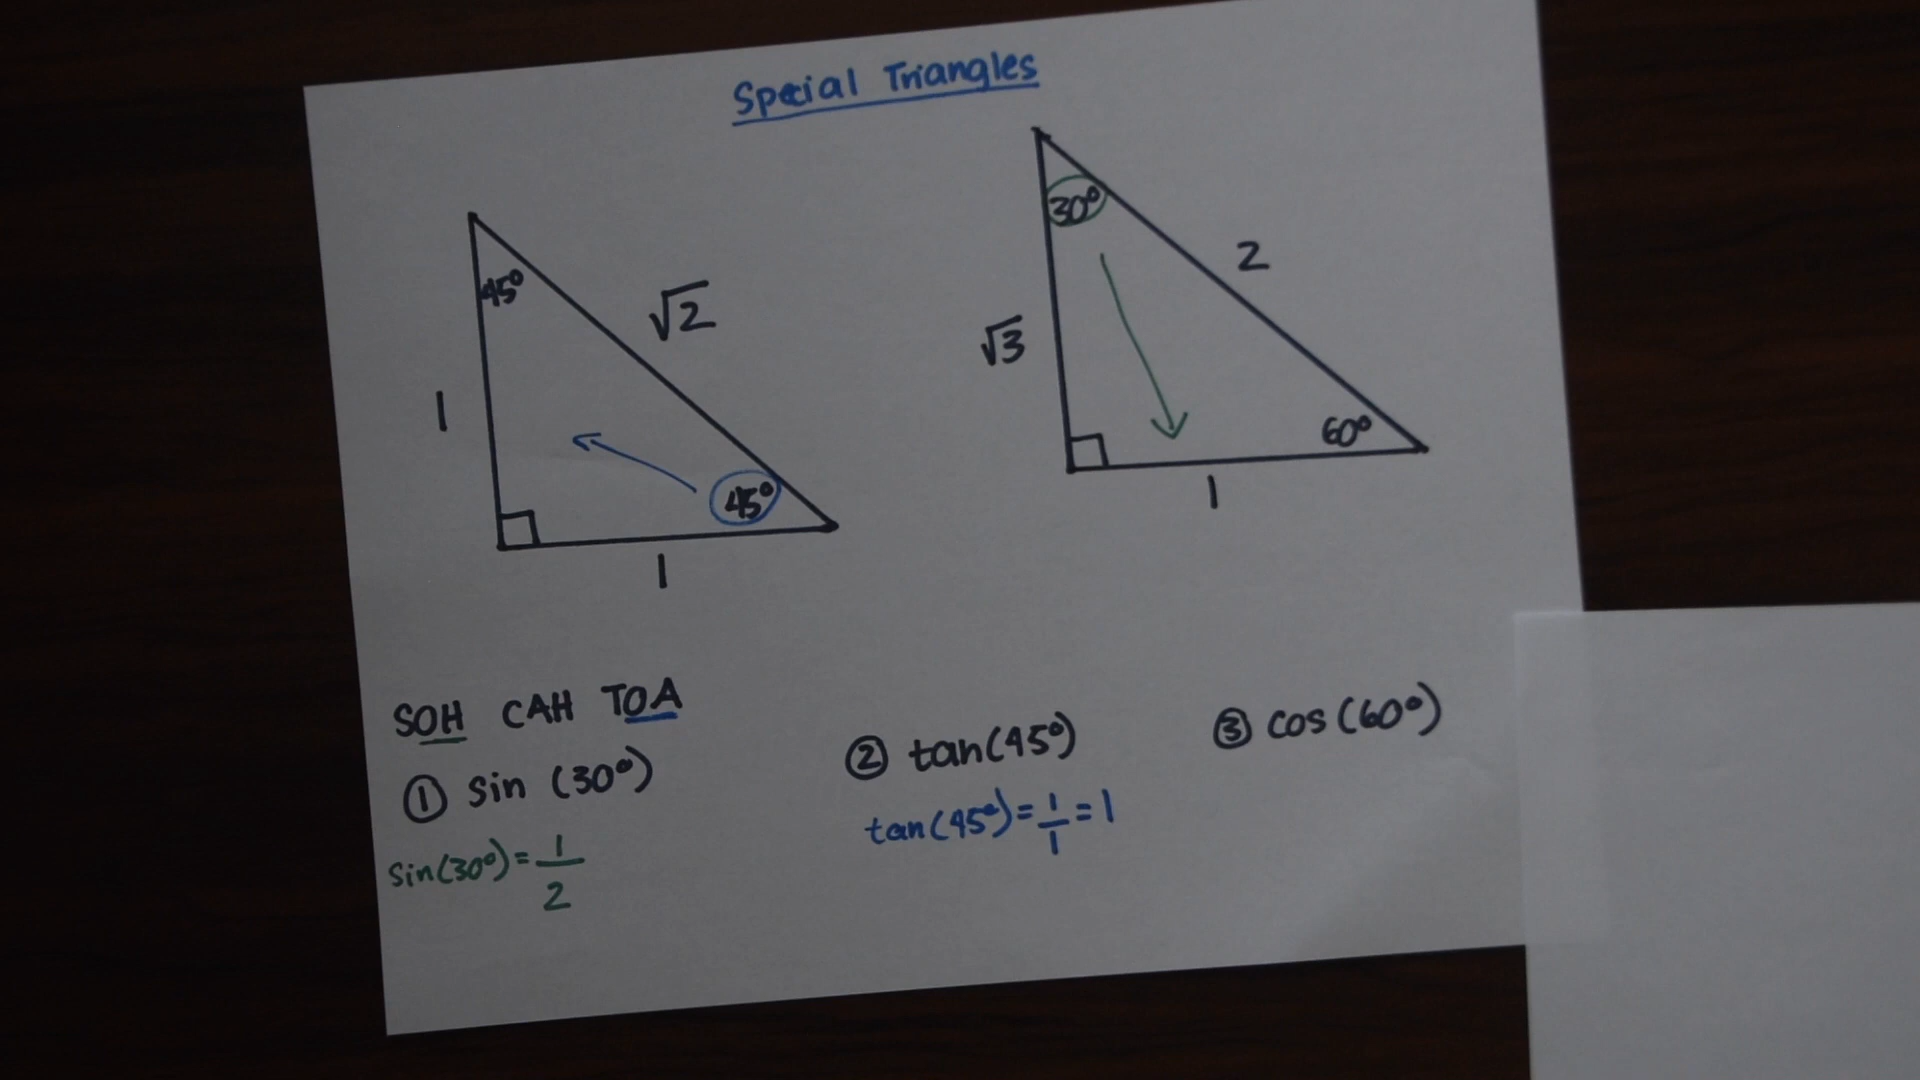 Special Triangles
45°
√2
1
45°
1
30°
2
√3
60°
1
SOH CAH TOA
① sin (30°)
sin(30°) = 1/2
② tan(45°)
tan(45°) = 1/1 = 1
③ cos(60°)